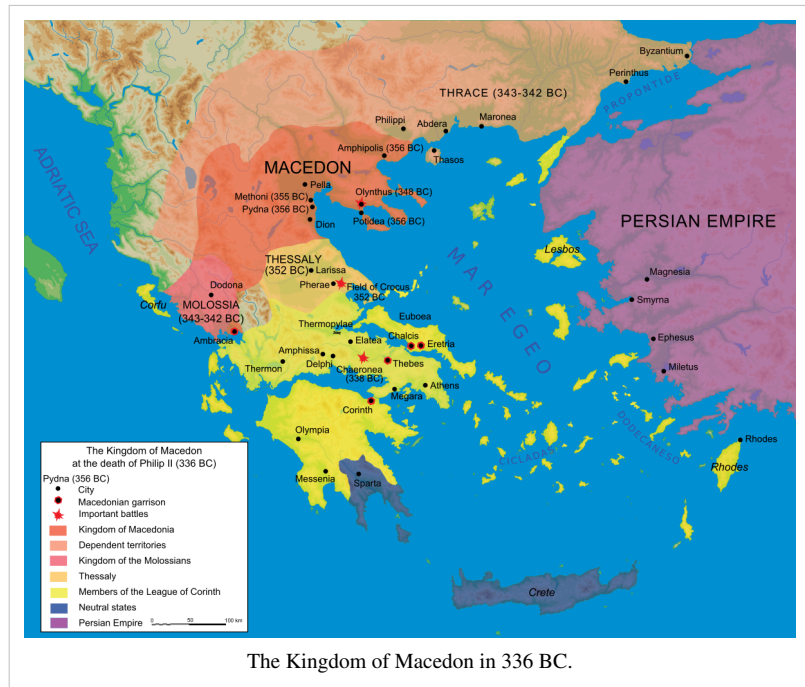 Byzantium
Perinthus
PROPONTIDE
THRACE (343-342 BC)
Philippi
Abdera
Maronea
Amphipolis (356 BC)
Thasos
ADRIATIC SEA
MACEDON
Pella
Olynthus (348 BC)
Methoni (355 BC)
Pydna (356 BC)
Potidea (356 BC)
Dion
PERSIAN EMPIRE
MAR EGEO
THESSALY
(352 BC)
Larissa
Lesbos
Dodona
Pherae
Field of Crocus
352 BC
Magnesia
Corfu
MOLOSSIA
(343-342 BC)
Smyrna
Euboea
Thermopylae
Ambracia
Chalcis
Elatea
Eretria
Ephesus
Amphissa
Delphi
Thermon
Chaeronea
(338 BC)
Thebes
Miletus
Athens
Megara
Corinth
DODECANESO
Olympia
CICLADAS
Rhodes
Rhodes
Messenia
Sparta
Crete
The Kingdom of Macedon
at the death of Philip II (336 BC)
Pydna (356 BC)
City
Macedonian garrison
Important battles
Kingdom of Macedonia
Dependent territories
Kingdom of the Molossians
Thessaly
Members of the League of Corinth
Neutral states
Persian Empire
0 50 100 km
The Kingdom of Macedon in 336 BC.